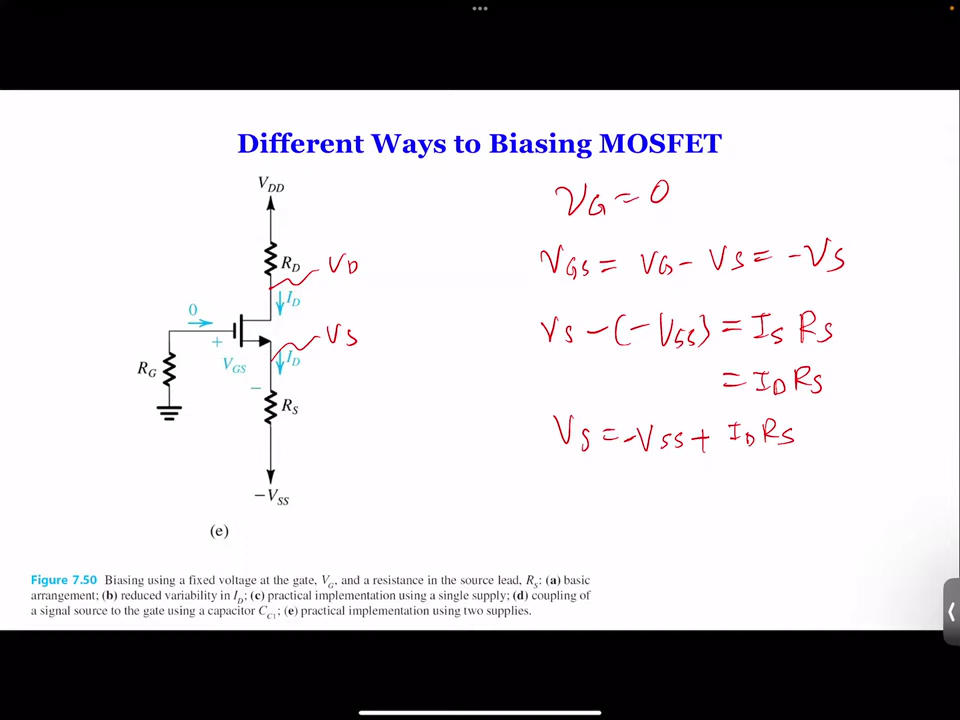 Different Ways to Biasing MOSFET
V_DD
R_D
V_D
I_D
0
+
V_GS
−
V_S
I_D
R_G
R_S
−V_SS
(e)
V_G = 0
V_GS = V_G − V_S = −V_S
V_S − (−V_SS) = I_S R_S
= I_D R_S
V_S = −V_SS + I_D R_S
Figure 7.50 Biasing using a fixed voltage at the gate, V_G, and a resistance in the source lead, R_S: (a) basic
arrangement; (b) reduced variability in I_D; (c) practical implementation using a single supply; (d) coupling of
a signal source to the gate using a capacitor C_C1; (e) practical implementation using two supplies.